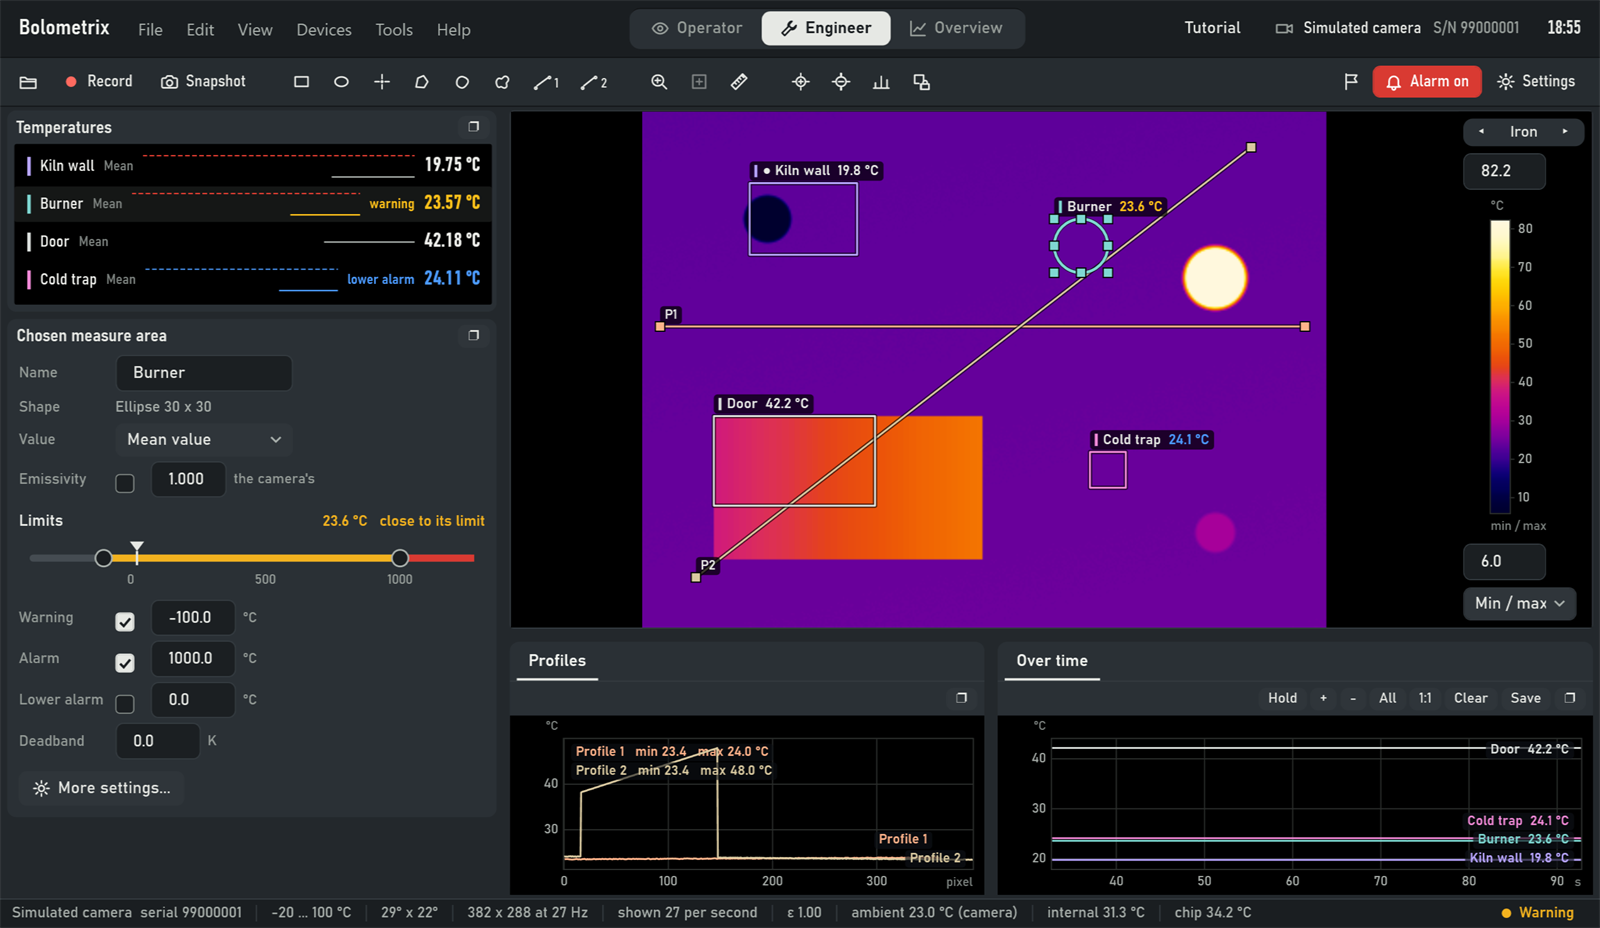 Bolometrix File Edit View Devices Tools Help Operator Engineer Overview Tutorial Simulated camera S/N 99000001 18:55
Record Snapshot 1 2 Alarm on Settings
Temperatures
Kiln wall Mean 19.75 °C
Burner Mean warning 23.57 °C
Door Mean 42.18 °C
Cold trap Mean lower alarm 24.11 °C
Chosen measure area
Name Burner
Shape Ellipse 30 x 30
Value Mean value
Emissivity 1.000 the camera's
Limits 23.6 °C close to its limit
0 500 1000
Warning -100.0 °C
Alarm 1000.0 °C
Lower alarm 0.0 °C
Deadband 0.0 K
More settings...
Kiln wall 19.8 °C
Burner 23.6 °C
P1
Door 42.2 °C
Cold trap 24.1 °C
P2
Iron
82.2
°C
80
70
60
50
40
30
20
10
min / max
6.0
Min / max
Profiles
°C
Profile 1 min 23.4 max 24.0 °C
Profile 2 min 23.4 max 48.0 °C
40
30
Profile 1
Profile 2
0 100 200 300 pixel
Over time
Hold + - All 1:1 Clear Save
°C
Door 42.2 °C
40
30
Cold trap 24.1 °C
Burner 23.6 °C
20
Kiln wall 19.8 °C
40 50 60 70 80 90 s
Simulated camera serial 99000001 -20 ... 100 °C 29° x 22° 382 x 288 at 27 Hz shown 27 per second ε 1.00 ambient 23.0 °C (camera) internal 31.3 °C chip 34.2 °C Warning